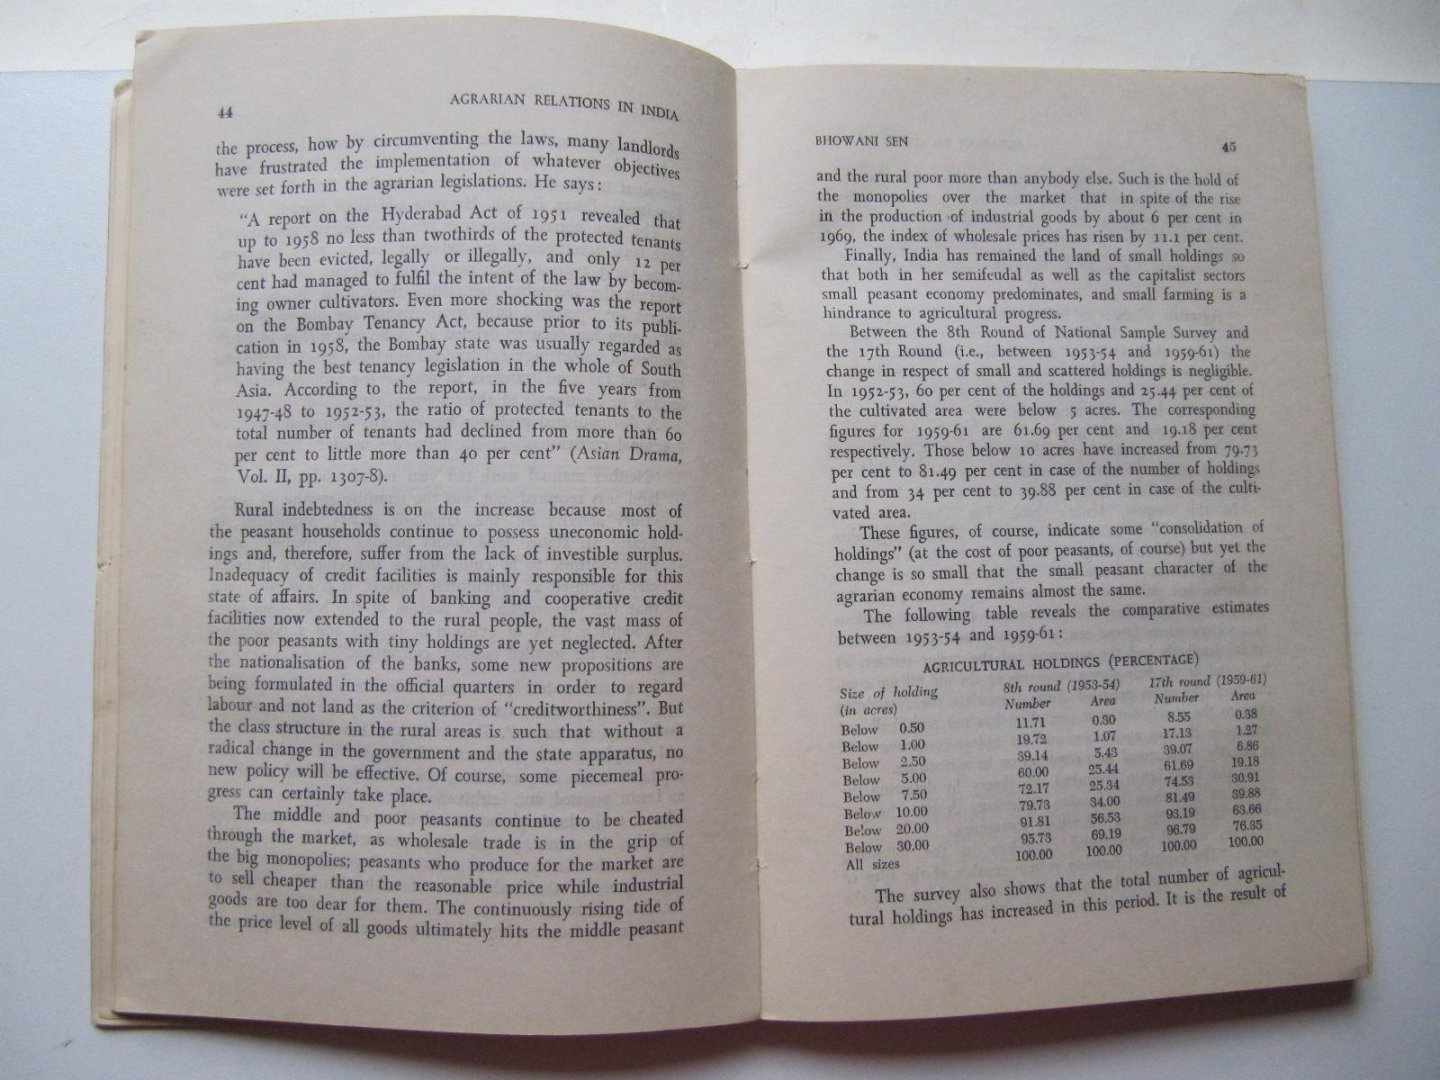 44
AGRARIAN RELATIONS IN INDIA
the process, how by circumventing the laws, many landlords
have frustrated the implementation of whatever objectives
were set forth in the agrarian legislations. He says:
"A report on the Hyderabad Act of 1951 revealed that
up to 1958 no less than twothirds of the protected tenants
have been evicted, legally or illegally, and only 12 per
cent had managed to fulfil the intent of the law by becom-
ing owner cultivators. Even more shocking was the report
on the Bombay Tenancy Act, because prior to its publi-
cation in 1958, the Bombay state was usually regarded as
having the best tenancy legislation in the whole of South
Asia. According to the report, in the five years from
1947-48 to 1952-53, the ratio of protected tenants to the
total number of tenants had declined from more than 60
per cent to little more than 40 per cent" (Asian Drama,
Vol. II, pp. 1307-8).
Rural indebtedness is on the increase because most of
the peasant households continue to possess uneconomic hold-
ings and, therefore, suffer from the lack of investible surplus.
Inadequacy of credit facilities is mainly responsible for this
state of affairs. In spite of banking and cooperative credit
facilities now extended to the rural people, the vast mass of
the poor peasants with tiny holdings are yet neglected. After
the nationalisation of the banks, some new propositions are
being formulated in the official quarters in order to regard
labour and not land as the criterion of "creditworthiness". But
the class structure in the rural areas is such that without a
radical change in the government and the state apparatus, no
new policy will be effective. Of course, some piecemeal pro-
gress can certainly take place.
The middle and poor peasants continue to be cheated
through the market, as wholesale trade is in the grip of
the big monopolies; peasants who produce for the market are
to sell cheaper than the reasonable price while industrial
goods are too dear for them. The continuously rising tide of
the price level of all goods ultimately hits the middle peasant
BHOWANI SEN
45
and the rural poor more than anybody else. Such is the hold of
the monopolies over the market that in spite of the rise
in the production of industrial goods by about 6 per cent in
1969, the index of wholesale prices has risen by 11.1 per cent.
Finally, India has remained the land of small holdings so
that both in her semifeudal as well as the capitalist sectors
small peasant economy predominates, and small farming is a
hindrance to agricultural progress.
Between the 8th Round of National Sample Survey and
the 17th Round (i.e., between 1953-54 and 1959-61) the
change in respect of small and scattered holdings is negligible.
In 1952-53, 60 per cent of the holdings and 25.44 per cent of
the cultivated area were below 5 acres. The corresponding
figures for 1959-61 are 61.69 per cent and 19.18 per cent
respectively. Those below 10 acres have increased from 79.73
per cent to 81.49 per cent in case of the number of holdings
and from 34 per cent to 39.88 per cent in case of the culti-
vated area.
These figures, of course, indicate some "consolidation of
holdings" (at the cost of poor peasants, of course) but yet the
change is so small that the small peasant character of the
agrarian economy remains almost the same.
The following table reveals the comparative estimates
between 1953-54 and 1959-61:
AGRICULTURAL HOLDINGS (PERCENTAGE)
Size of holding 8th round (1953-54) 17th round (1959-61)
(in acres) Number Area Number Area
Below 0.50 11.71 0.30 8.55 0.38
Below 1.00 19.72 1.07 17.13 1.27
Below 2.50 39.14 5.43 39.07 6.86
Below 5.00 60.00 25.44 61.69 19.18
Below 7.50 72.17 25.34 74.53 30.91
Below 10.00 79.73 34.00 81.49 39.88
Below 20.00 91.81 56.53 93.19 63.66
Below 30.00 95.73 69.19 96.79 76.35
All sizes 100.00 100.00 100.00 100.00
The survey also shows that the total number of agricul-
tural holdings has increased in this period. It is the result of